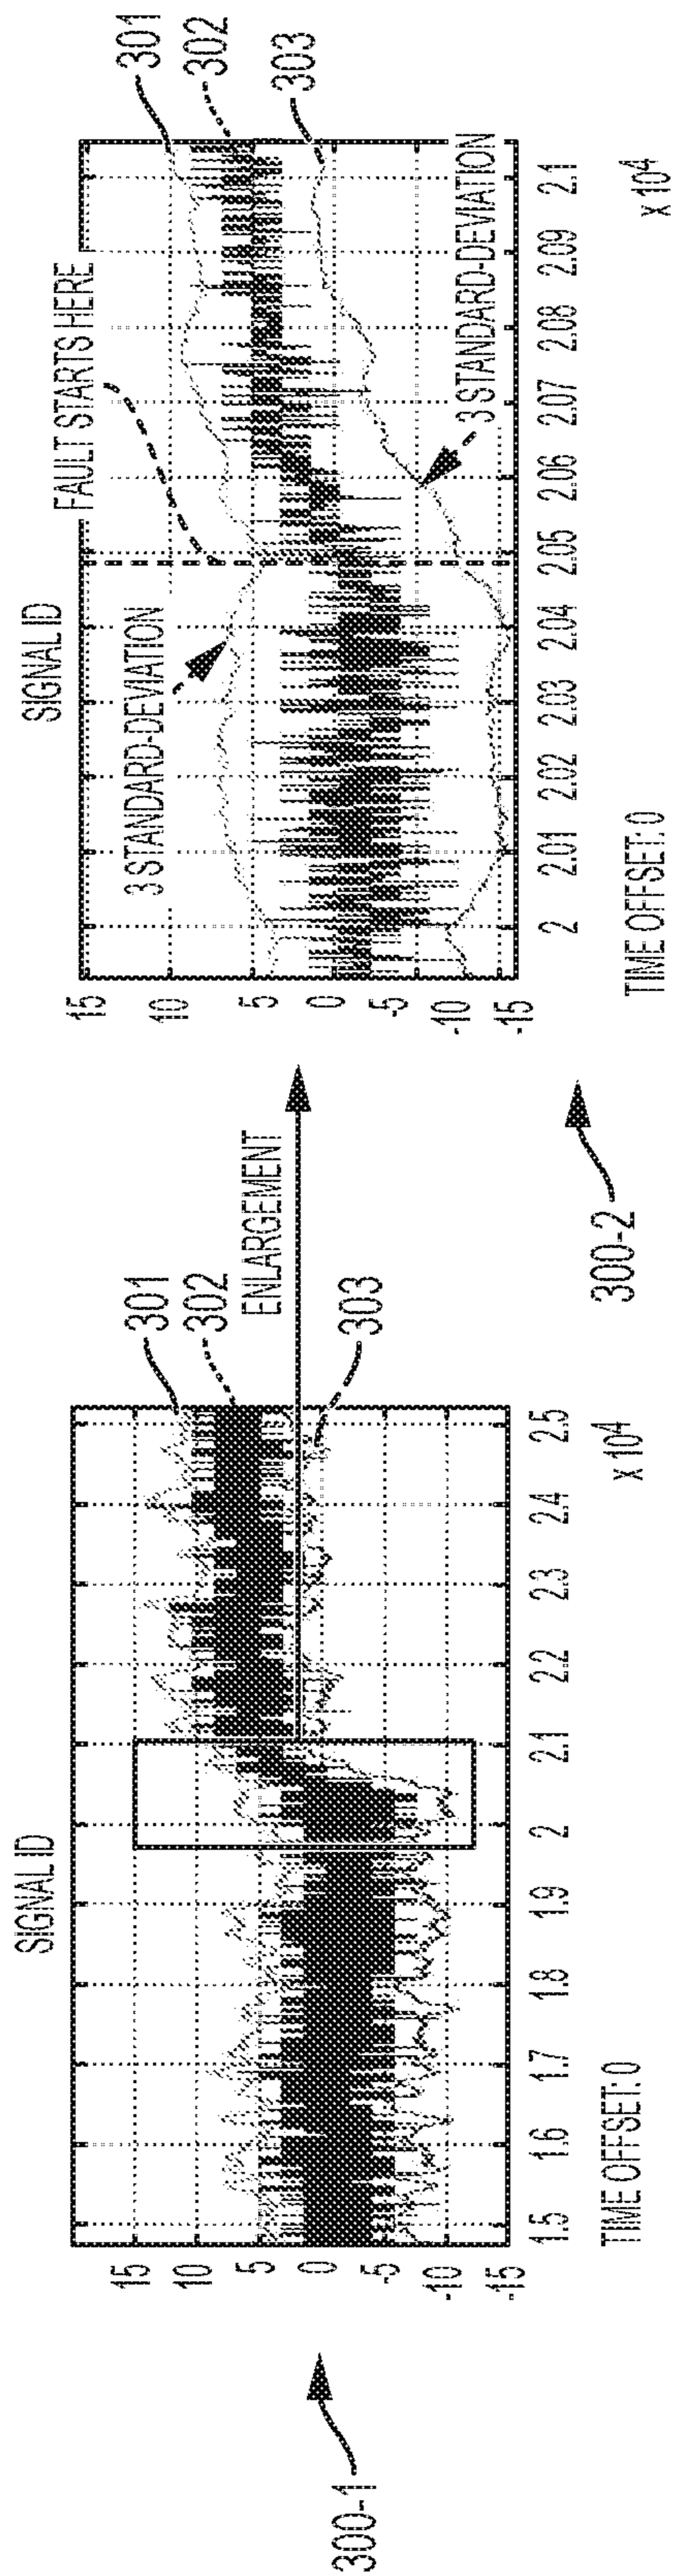 SIGNAL ID
301
302
303
ENLARGEMENT
15
10
5
0
-5
-10
-15
1.5 1.6 1.7 1.8 1.9 2 2.1 2.2 2.3 2.4 2.5
TIME OFFSET: 0
x 10⁴
300-1
SIGNAL ID
FAULT STARTS HERE
3 STANDARD-DEVIATION
3 STANDARD-DEVIATION
301
302
303
15
10
5
0
-5
-10
-15
2 2.01 2.02 2.03 2.04 2.05 2.06 2.07 2.08 2.09 2.1
TIME OFFSET: 0
x 10⁴
300-2